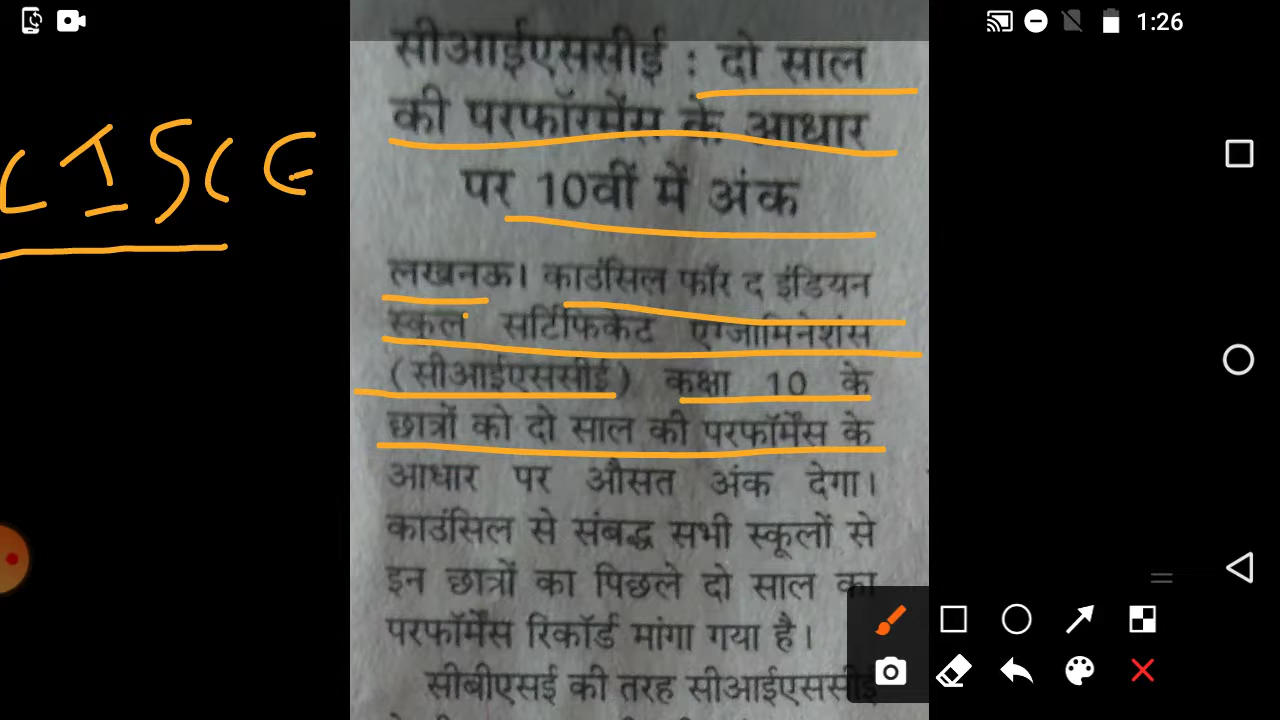 1:26
CISCE
सीआईएससीई : दो साल
की परफॉरमेंस के आधार
पर 10वीं में अंक
लखनऊ। काउंसिल फॉर द इंडियन
स्कूल सर्टिफिकेट एग्जामिनेशंस
(सीआईएससीई) कक्षा 10 के
छात्रों को दो साल की परफॉर्मेंस के
आधार पर औसत अंक देगा।
काउंसिल से संबद्ध सभी स्कूलों से
इन छात्रों का पिछले दो साल का
परफॉर्मेंस रिकॉर्ड मांगा गया है।
सीबीएसई की तरह सीआईएससीई